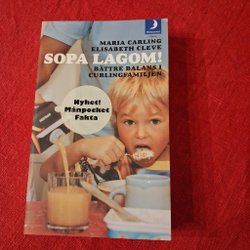 MARIA CARLING
ELISABETH CLEVE
SOPA LAGOM!
BÄTTRE BALANS I
CURLINGFAMILJEN
Nyhet!
Månpocket
Fakta